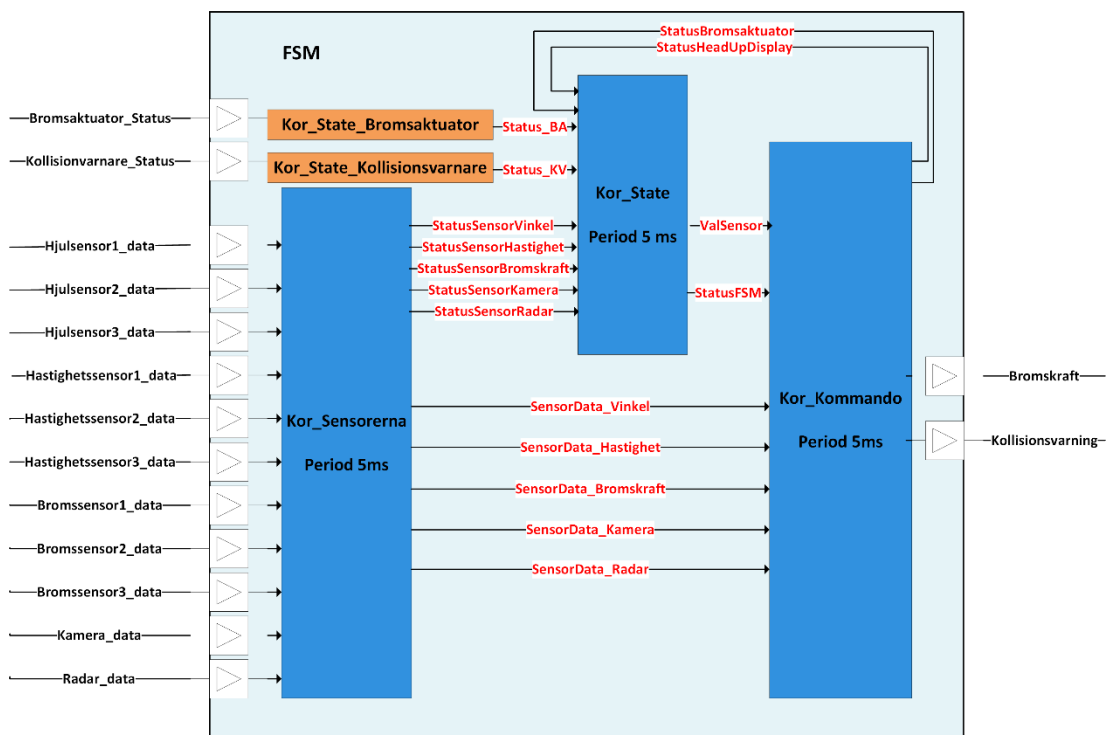 StatusBromsaktuator
StatusHeadUpDisplay
FSM
Bromsaktuator_Status
Kor_State_Bromsaktuator
Status_BA
Kollisionvarnare_Status
Kor_State_Kollisionsvarnare
Status_KV
Kor_State
Period 5 ms
StatusSensorVinkel
StatusSensorHastighet
StatusSensorBromskraft
StatusSensorKamera
StatusSensorRadar
ValSensor
StatusFSM
Hjulsensor1_data
Hjulsensor2_data
Hjulsensor3_data
Hastighetssensor1_data
Hastighetssensor2_data
Hastighetssensor3_data
Bromssensor1_data
Bromssensor2_data
Bromssensor3_data
Kamera_data
Radar_data
Kor_Sensorerna
Period 5ms
SensorData_Vinkel
SensorData_Hastighet
SensorData_Bromskraft
SensorData_Kamera
SensorData_Radar
Kor_Kommando
Period 5ms
Bromskraft
Kollisionsvarning